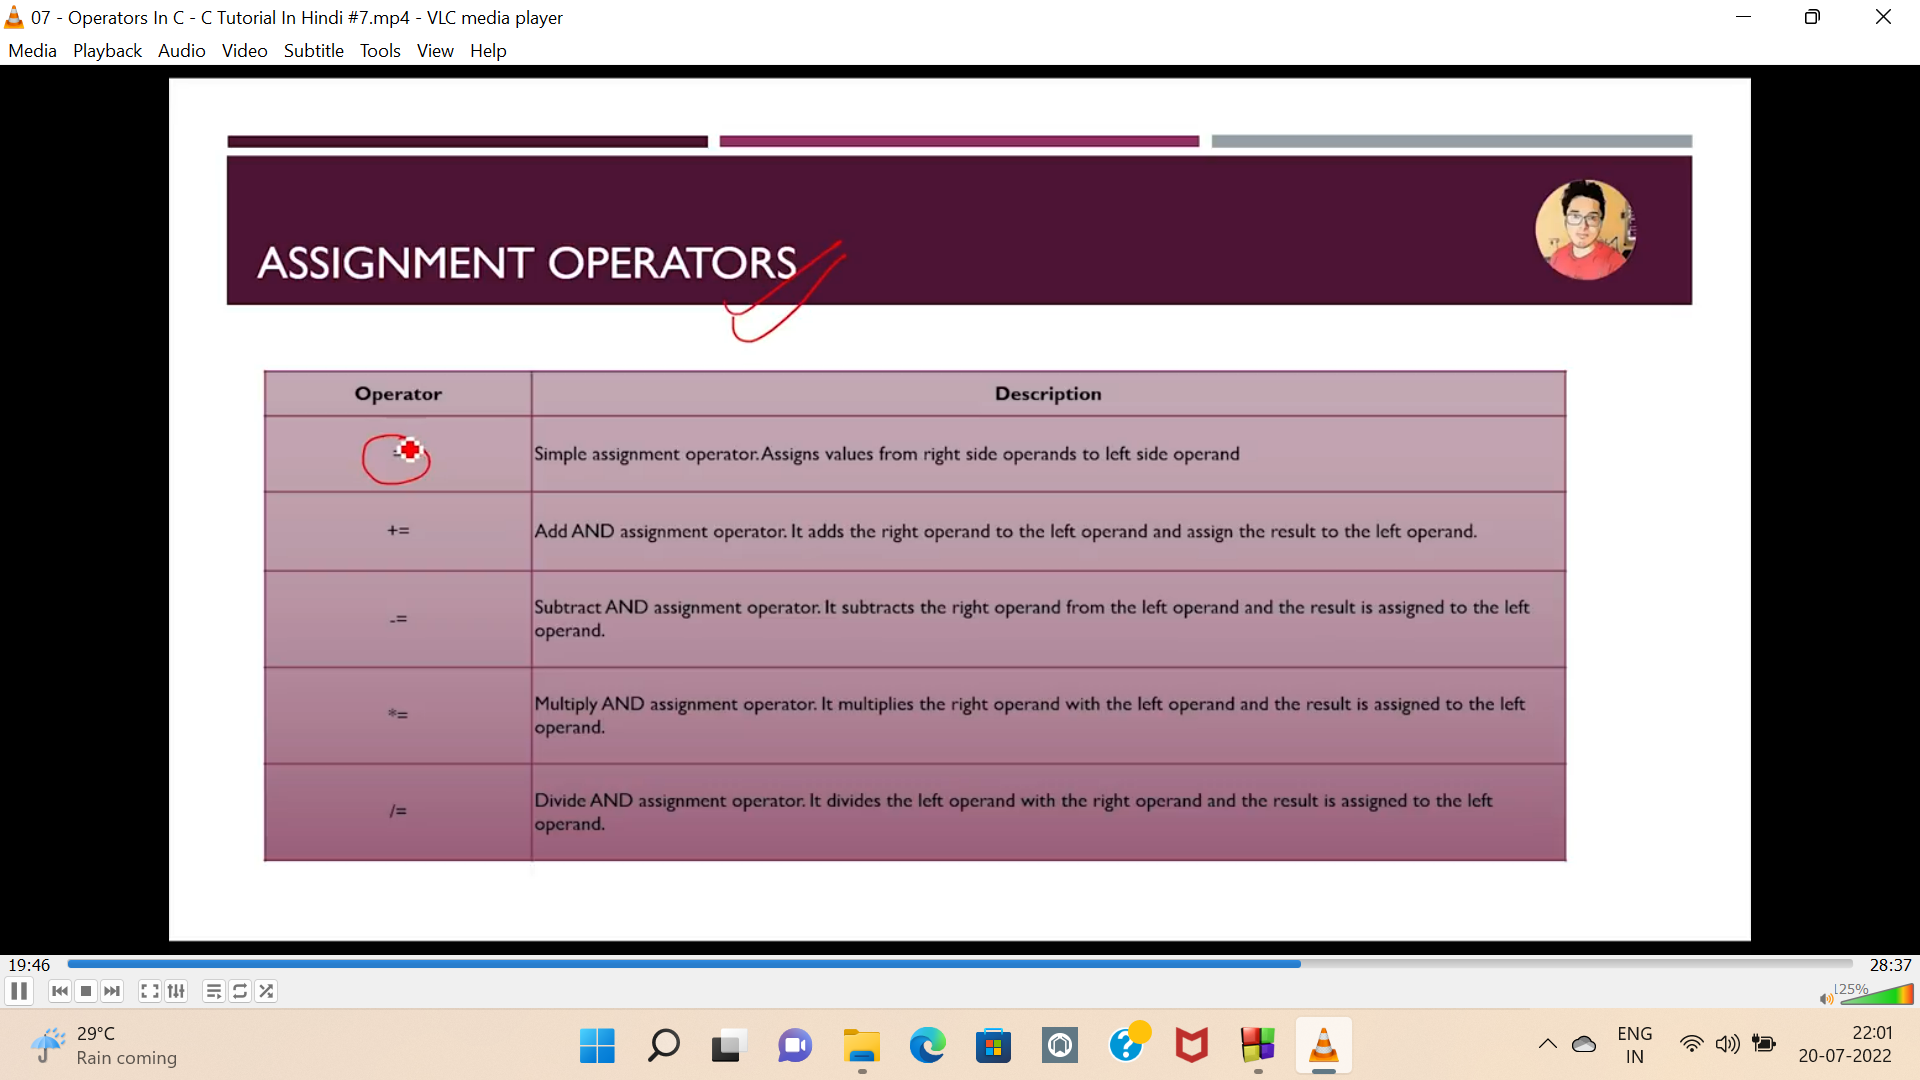 07 - Operators In C - C Tutorial In Hindi #7.mp4 - VLC media player
Media Playback Audio Video Subtitle Tools View Help
ASSIGNMENT OPERATORS
Operator Description
Simple assignment operator. Assigns values from right side operands to left side operand
+= Add AND assignment operator. It adds the right operand to the left operand and assign the result to the left operand.
-= Subtract AND assignment operator. It subtracts the right operand from the left operand and the result is assigned to the left
operand.
*= Multiply AND assignment operator. It multiplies the right operand with the left operand and the result is assigned to the left
operand.
/= Divide AND assignment operator. It divides the left operand with the right operand and the result is assigned to the left
operand.
19:46 28:37
125%
29°C
Rain coming
ENG
IN
22:01
20-07-2022